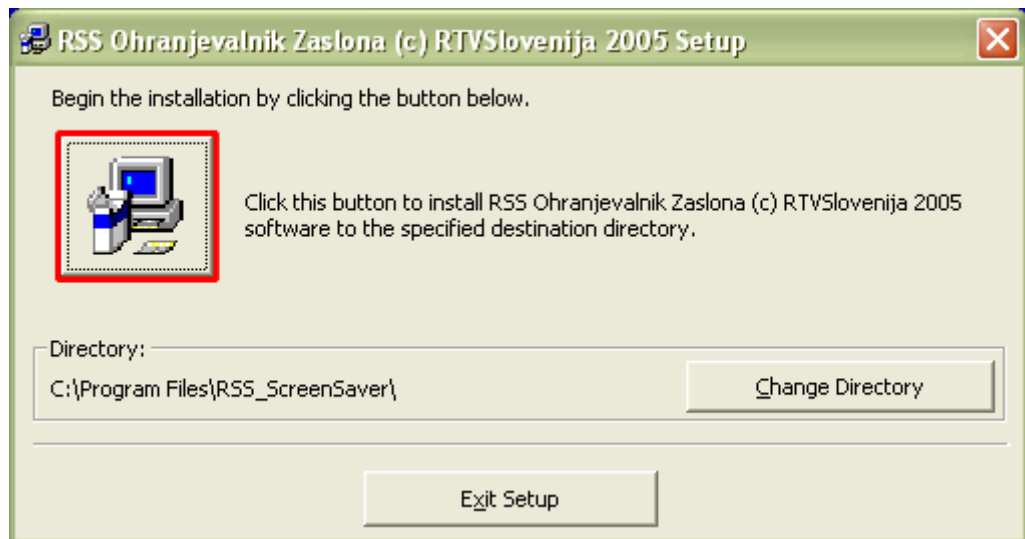 RSS Ohranjevalnik Zaslona (c) RTVSlovenija 2005 Setup
Begin the installation by clicking the button below.
Click this button to install RSS Ohranjevalnik Zaslona (c) RTVSlovenija 2005
software to the specified destination directory.
Directory:
C:\Program Files\RSS_ScreenSaver\
Change Directory
Exit Setup